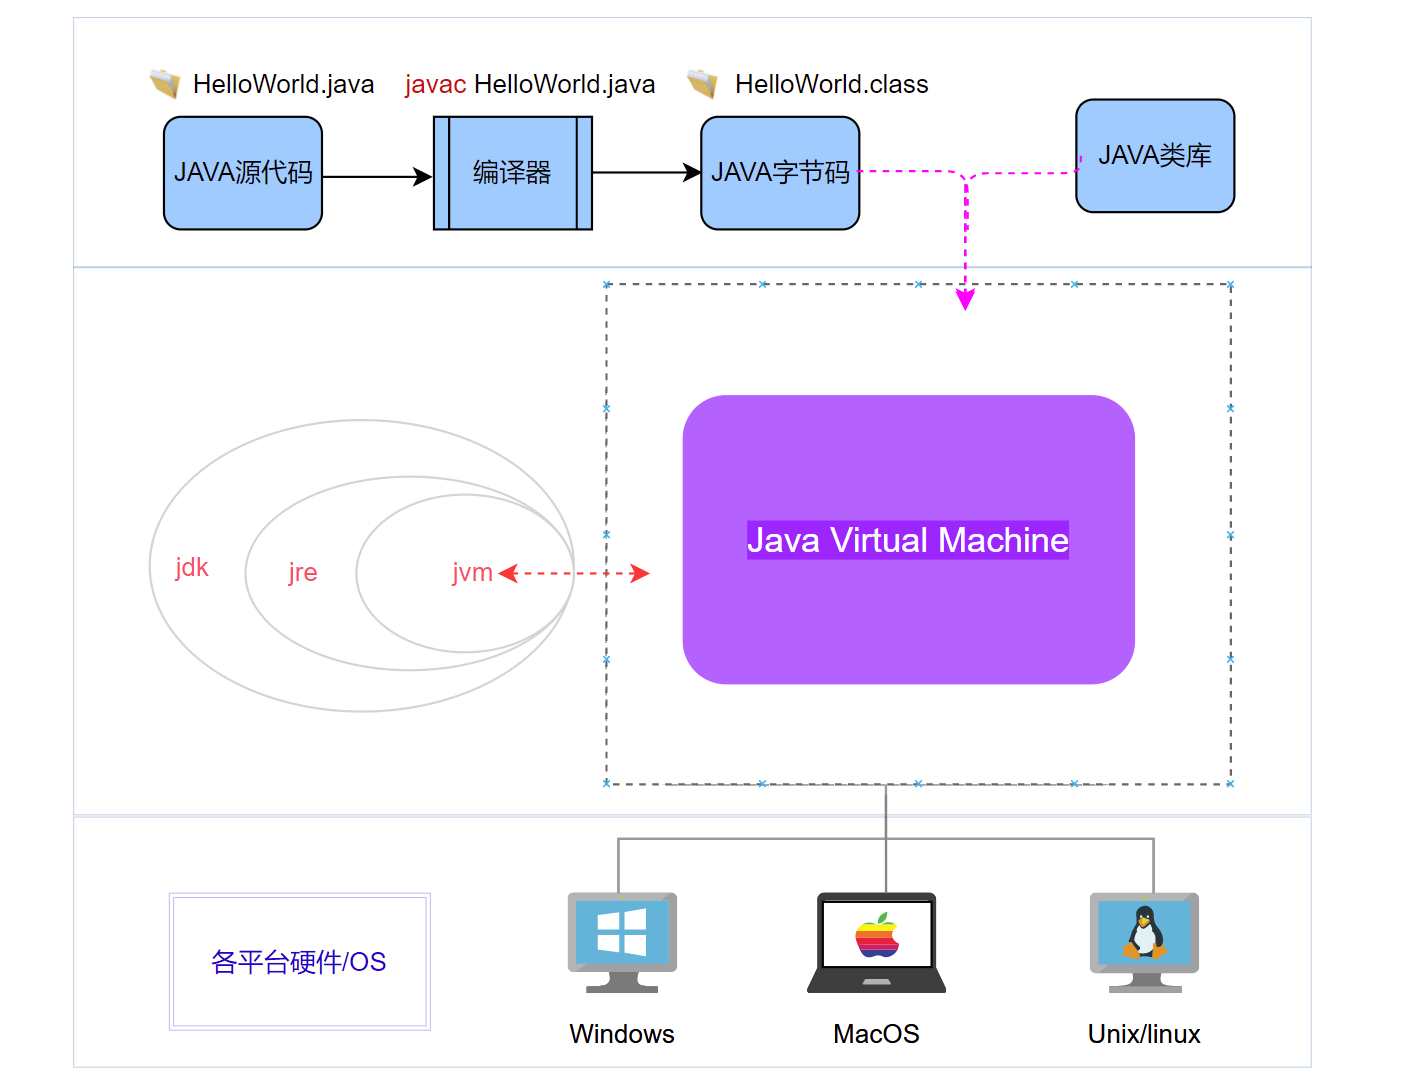 HelloWorld.java
javac HelloWorld.java
HelloWorld.class
JAVA源代码
编译器
JAVA字节码
JAVA类库
Java Virtual Machine
jdk
jre
jvm
各平台硬件/OS
Windows
MacOS
Unix/linux